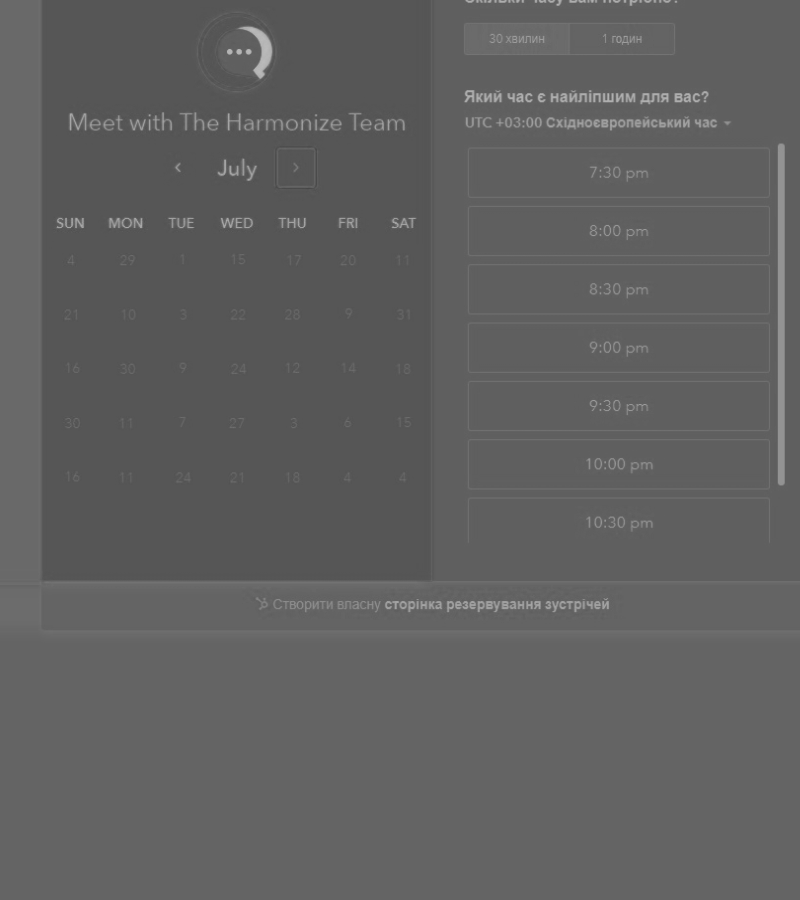 Скільки часу вам потрібно?
30 хвилин 1 годин
Який час є найліпшим для вас?
UTC +03:00 Східноєвропейський час
Meet with The Harmonize Team
July
SUN MON TUE WED THU FRI SAT
4 29 1 15 17 20 11
21 10 3 22 28 9 31
16 30 9 24 12 14 18
30 11 7 27 3 6 15
16 11 24 21 18 4 4
7:30 pm
8:00 pm
8:30 pm
9:00 pm
9:30 pm
10:00 pm
10:30 pm
Створити власну сторінка резервування зустрічей